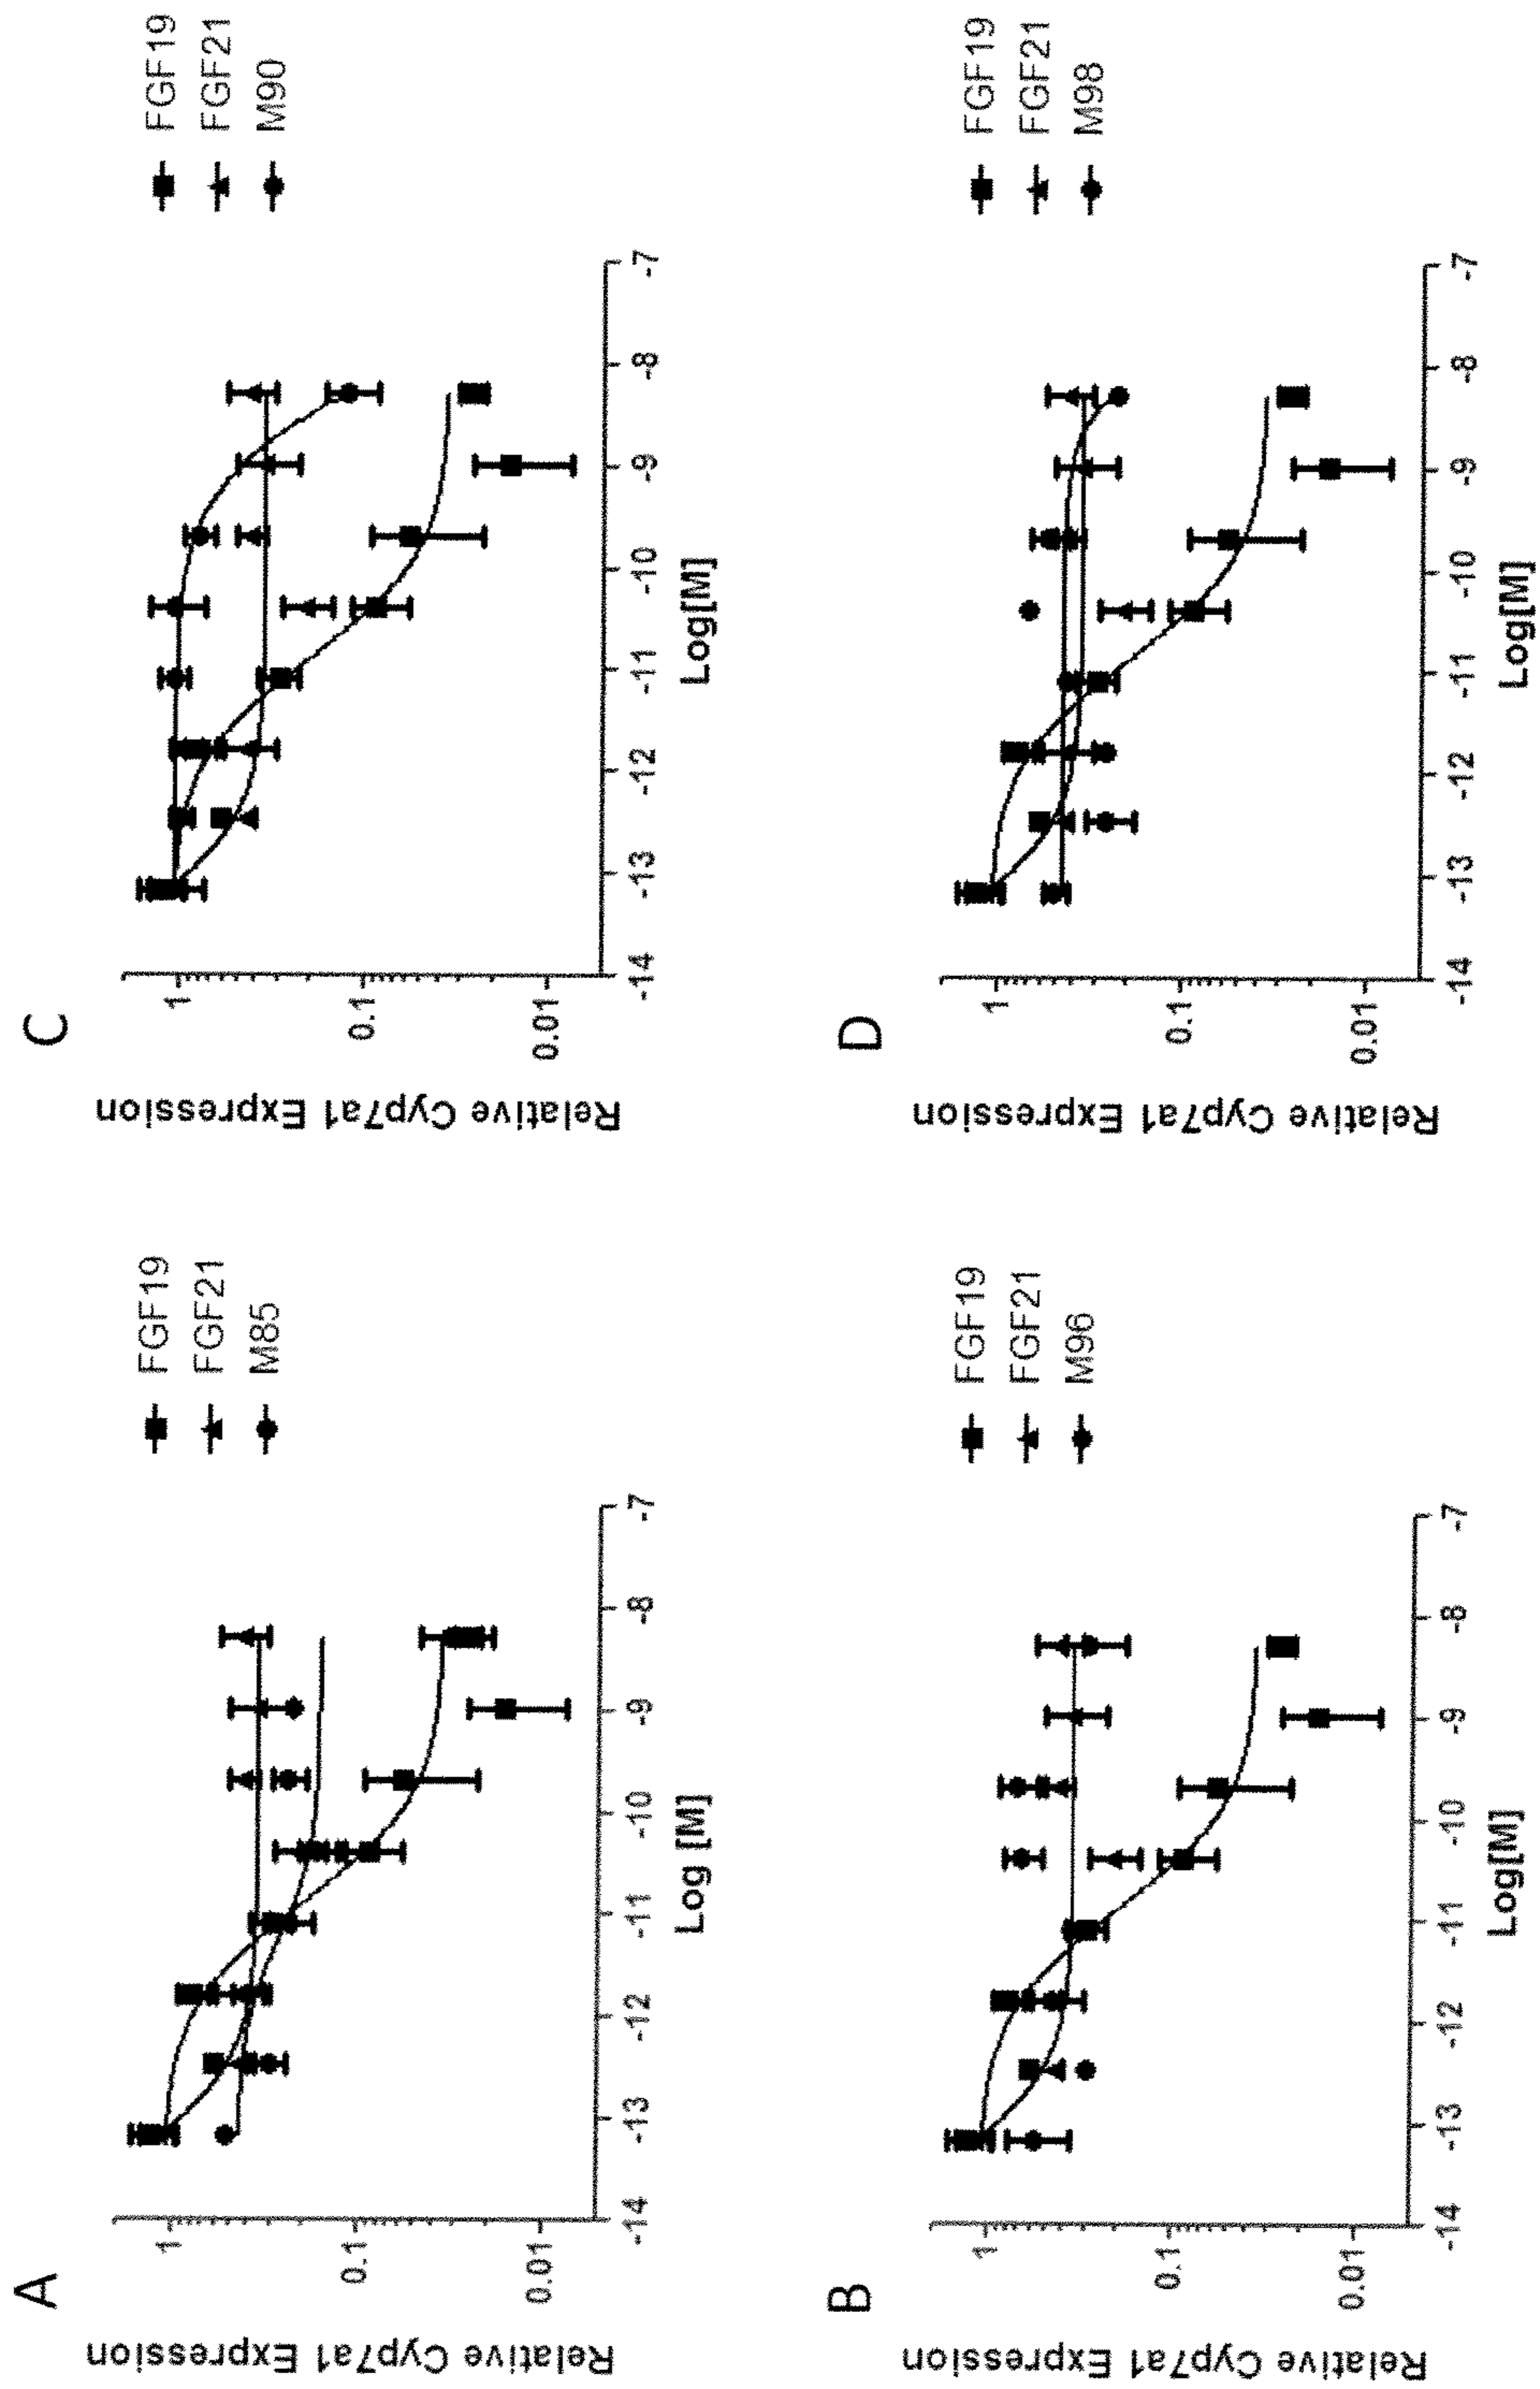 A
Relative Cyp7a1 Expression
1
0.1
0.01
-14
-13
-12
-11
-10
-9
-8
-7
Log [M]
FGF19
FGF21
M85
C
Relative Cyp7a1 Expression
1
0.1
0.01
-14
-13
-12
-11
-10
-9
-8
-7
Log[M]
FGF19
FGF21
M90
B
Relative Cyp7a1 Expression
1
0.1
0.01
-14
-13
-12
-11
-10
-9
-8
-7
Log[M]
FGF19
FGF21
M96
D
Relative Cyp7a1 Expression
1
0.1
0.01
-14
-13
-12
-11
-10
-9
-8
-7
Log[M]
FGF19
FGF21
M98